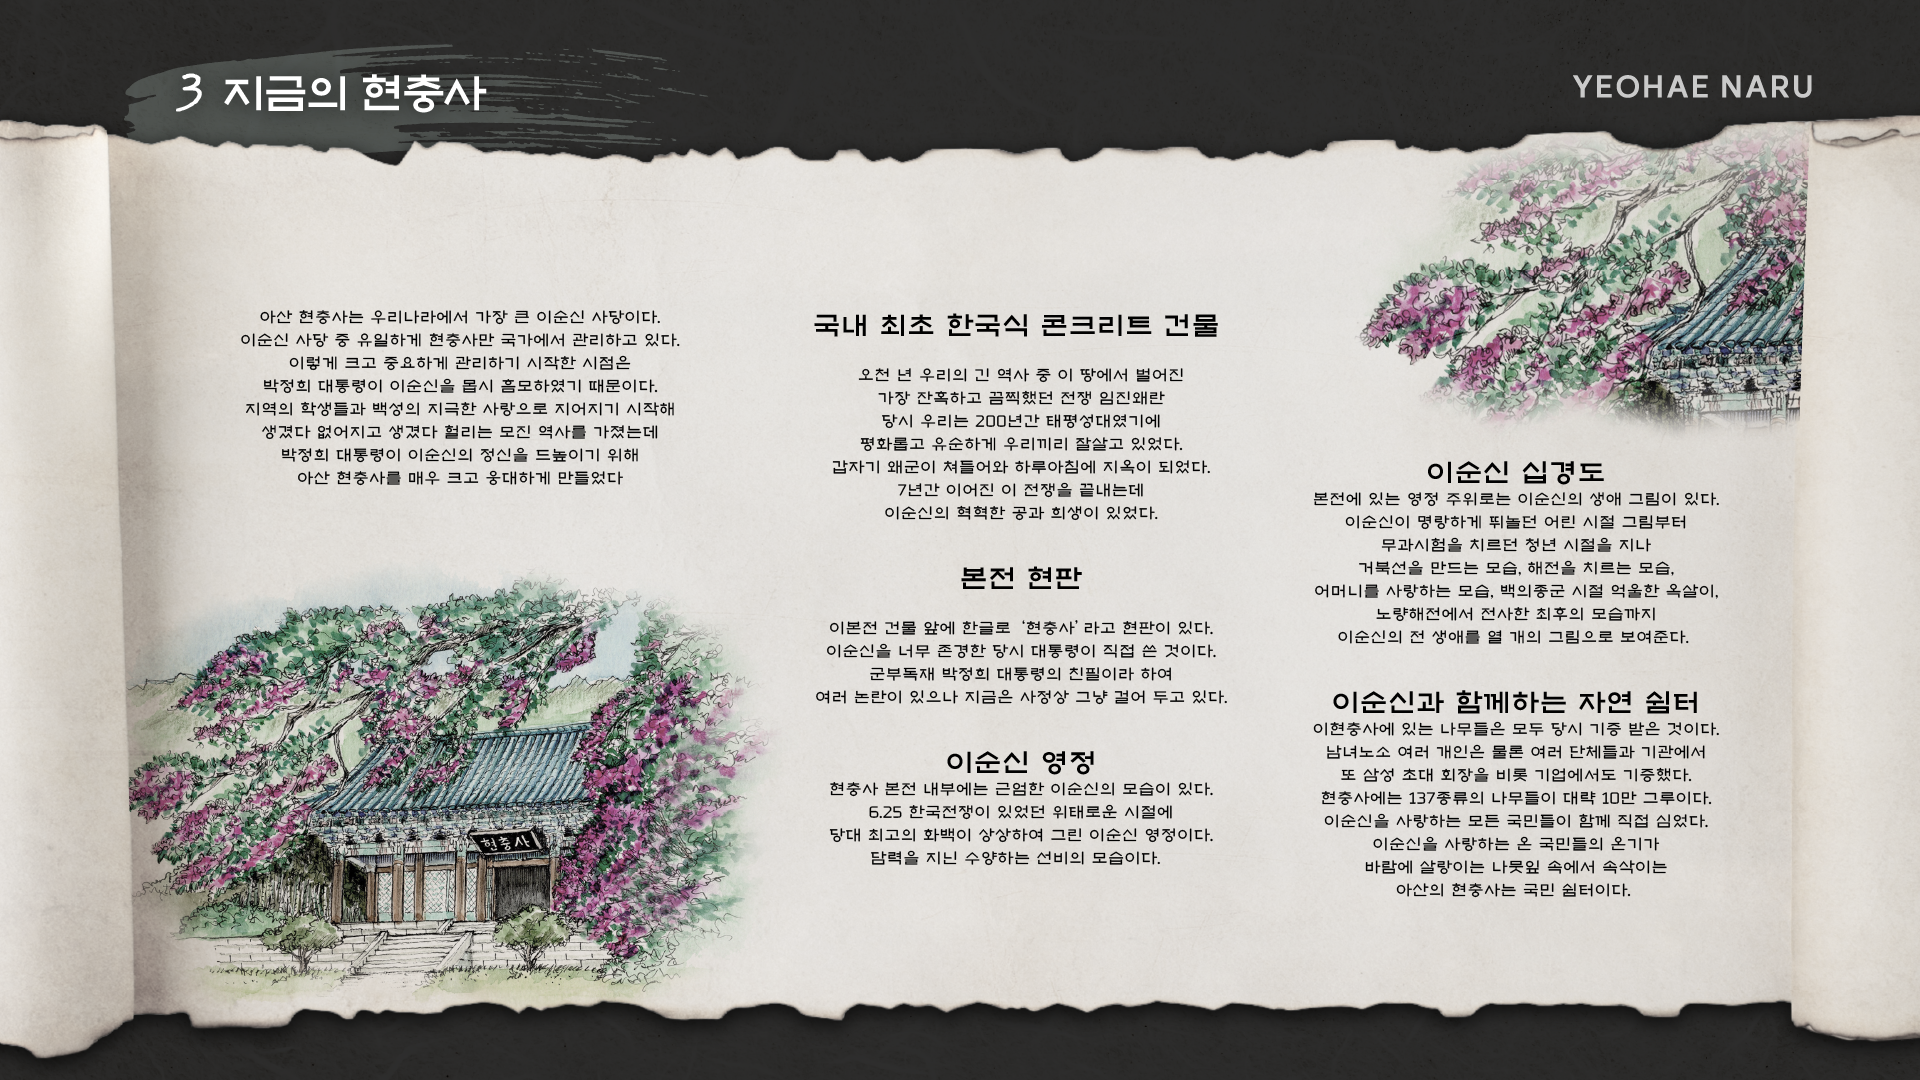 3 지금의 현충사
YEOHAE NARU
아산 현충사는 우리나라에서 가장 큰 이순신 사당이다.
이순신 사당 중 유일하게 현충사만 국가에서 관리하고 있다.
이렇게 크고 중요하게 관리하기 시작한 시점은
박정희 대통령이 이순신을 몹시 흠모하였기 때문이다.
지역의 학생들과 백성의 지극한 사랑으로 지어지기 시작해
생겼다 없어지고 생겼다 헐리는 모진 역사를 가졌는데
박정희 대통령이 이순신의 정신을 드높이기 위해
아산 현충사를 매우 크고 웅대하게 만들었다
현충사
국내 최초 한국식 콘크리트 건물
오천 년 우리의 긴 역사 중 이 땅에서 벌어진
가장 잔혹하고 끔찍했던 전쟁 임진왜란
당시 우리는 200년간 태평성대였기에
평화롭고 유순하게 우리끼리 잘살고 있었다.
갑자기 왜군이 쳐들어와 하루아침에 지옥이 되었다.
7년간 이어진 이 전쟁을 끝내는데
이순신의 혁혁한 공과 희생이 있었다.
본전 현판
이본전 건물 앞에 한글로 ‘현충사’ 라고 현판이 있다.
이순신을 너무 존경한 당시 대통령이 직접 쓴 것이다.
군부독재 박정희 대통령의 친필이라 하여
여러 논란이 있으나 지금은 사정상 그냥 걸어 두고 있다.
이순신 영정
현충사 본전 내부에는 근엄한 이순신의 모습이 있다.
6.25 한국전쟁이 있었던 위태로운 시절에
당대 최고의 화백이 상상하여 그린 이순신 영정이다.
담력을 지닌 수양하는 선비의 모습이다.
이순신 십경도
본전에 있는 영정 주위로는 이순신의 생애 그림이 있다.
이순신이 명랑하게 뛰놀던 어린 시절 그림부터
무과시험을 치르던 청년 시절을 지나
거북선을 만드는 모습, 해전을 치르는 모습,
어머니를 사랑하는 모습, 백의종군 시절 억울한 옥살이,
노량해전에서 전사한 최후의 모습까지
이순신의 전 생애를 열 개의 그림으로 보여준다.
이순신과 함께하는 자연 쉼터
이현충사에 있는 나무들은 모두 당시 기증 받은 것이다.
남녀노소 여러 개인은 물론 여러 단체들과 기관에서
또 삼성 초대 회장을 비롯 기업에서도 기증했다.
현충사에는 137종류의 나무들이 대략 10만 그루이다.
이순신을 사랑하는 모든 국민들이 함께 직접 심었다.
이순신을 사랑하는 온 국민들의 온기가
바람에 살랑이는 나뭇잎 속에서 속삭이는
아산의 현충사는 국민 쉼터이다.